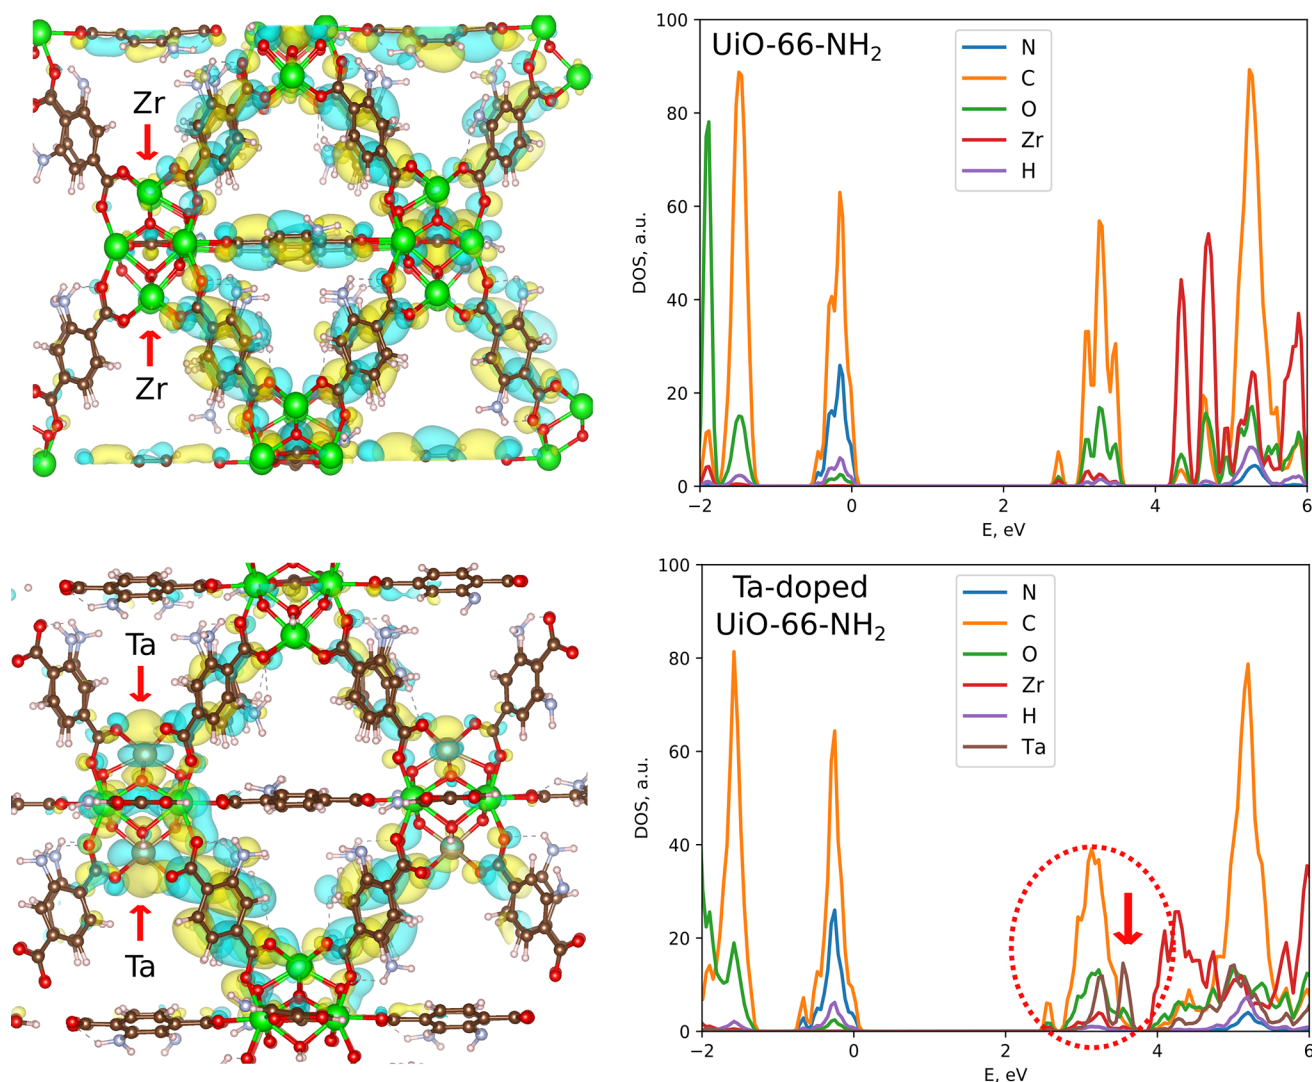 Zr
Zr
UiO-66-NH₂
N
C
O
Zr
H
DOS, a.u.
100
80
60
40
20
0
−2
0
2
4
6
E, eV
Ta
Ta
Ta-doped
UiO-66-NH₂
N
C
O
Zr
H
Ta
DOS, a.u.
100
80
60
40
20
0
−2
0
2
4
6
E, eV